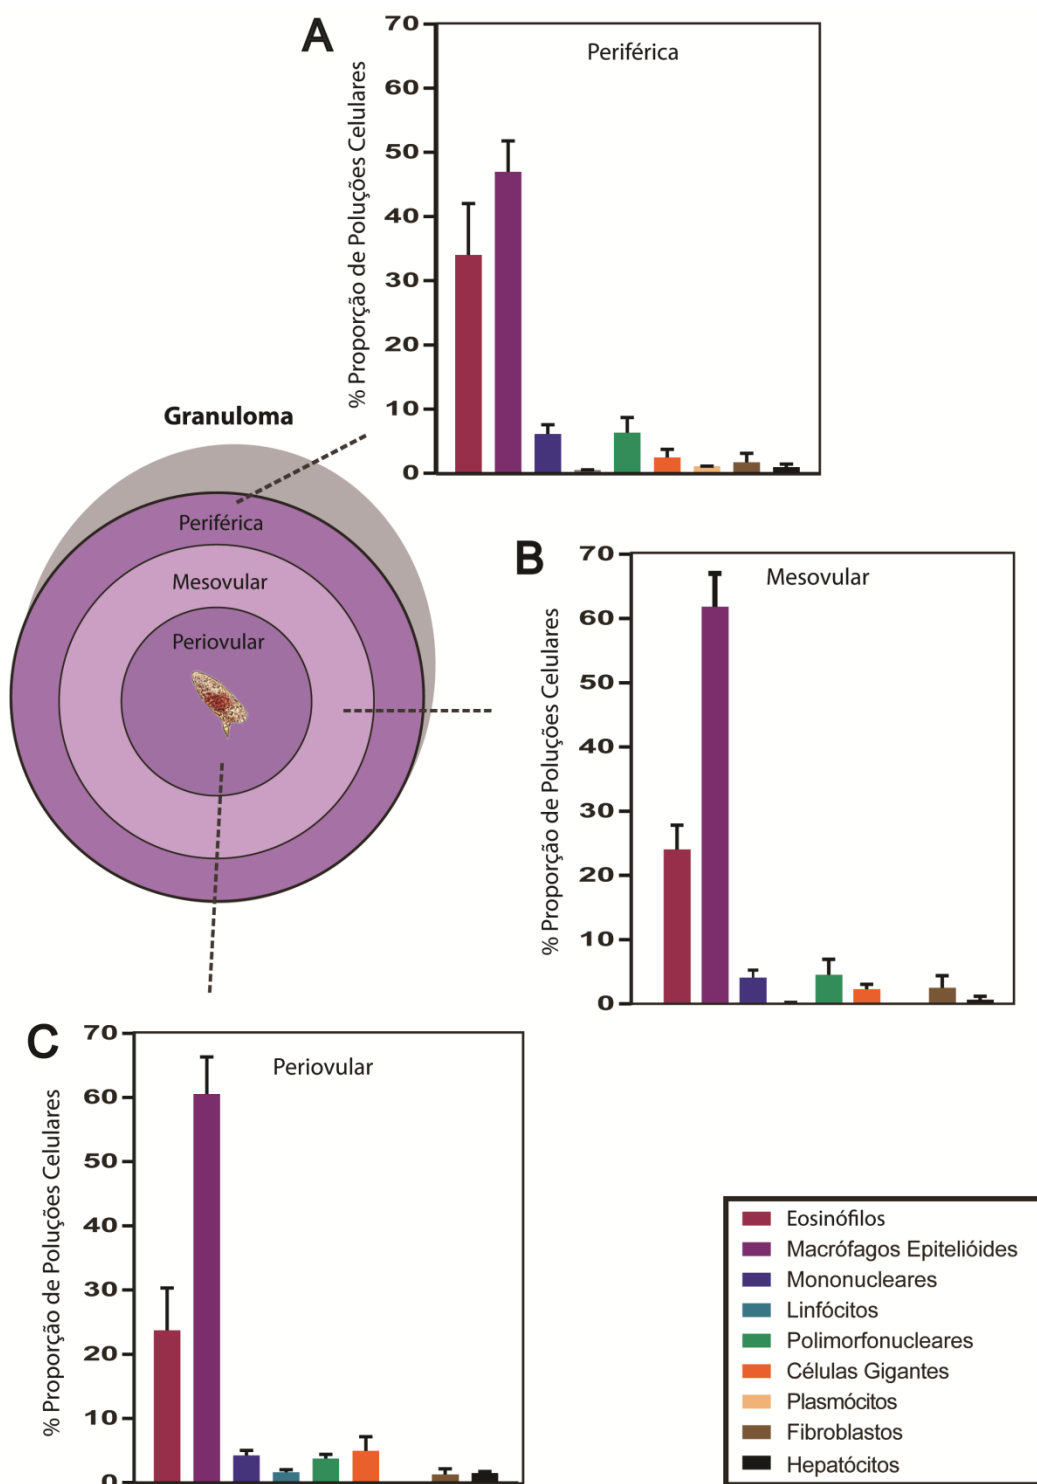 A
Periférica
% Proporção de Poluções Celulares
70
60
50
40
30
20
10
0
Granuloma
Periférica
Mesovular
Periovular
B
Mesovular
% Proporção de Poluções Celulares
70
60
50
40
30
20
10
0
C
Periovular
% Proporção de Poluções Celulares
70
60
50
40
30
20
10
0
Eosinófilos
Macrófagos Epitelióides
Mononucleares
Linfócitos
Polimorfonucleares
Células Gigantes
Plasmócitos
Fibroblastos
Hepatócitos